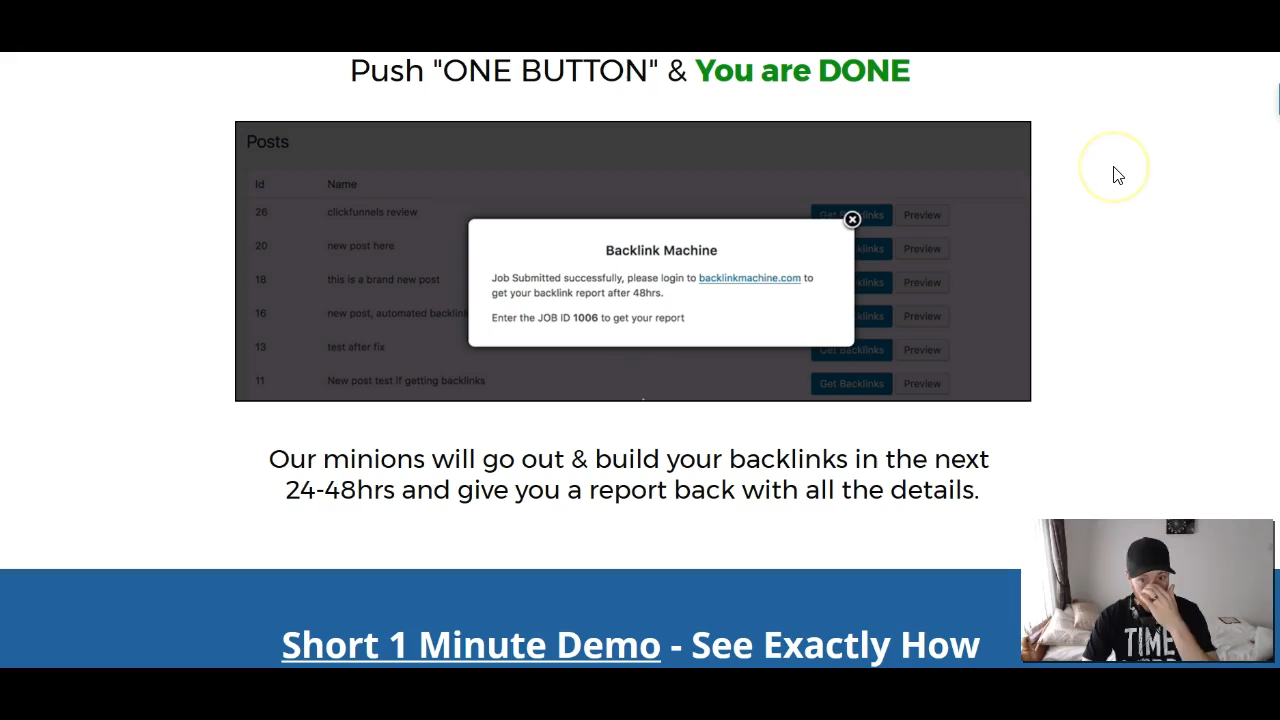 Push "ONE BUTTON" & You are DONE
Posts
Id Name
26 clickfunnels review Get Backlinks Preview
20 new post here Preview
18 this is a brand new post Preview
16 new post, automated backlink Preview
13 test after fix Get Backlinks Preview
11 New post test if getting backlinks Get Backlinks Preview
Backlink Machine
Job Submitted successfully, please login to backlinkmachine.com to
get your backlink report after 48hrs.
Enter the JOB ID 1006 to get your report
Our minions will go out & build your backlinks in the next
24-48hrs and give you a report back with all the details.
Short 1 Minute Demo - See Exactly How
TIME